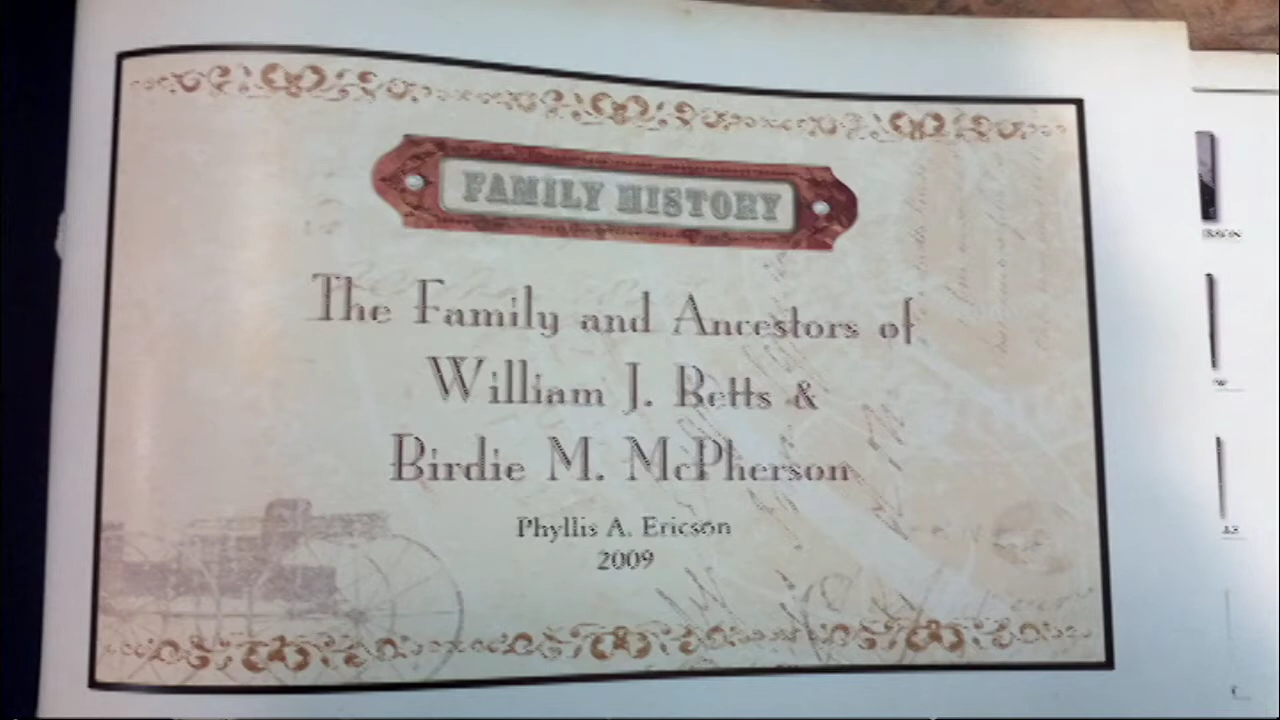 FAMILY HISTORY
The Family and Ancestors of
William J. Betts &
Birdie M. McPherson
Phyllis A. Ericson
2009